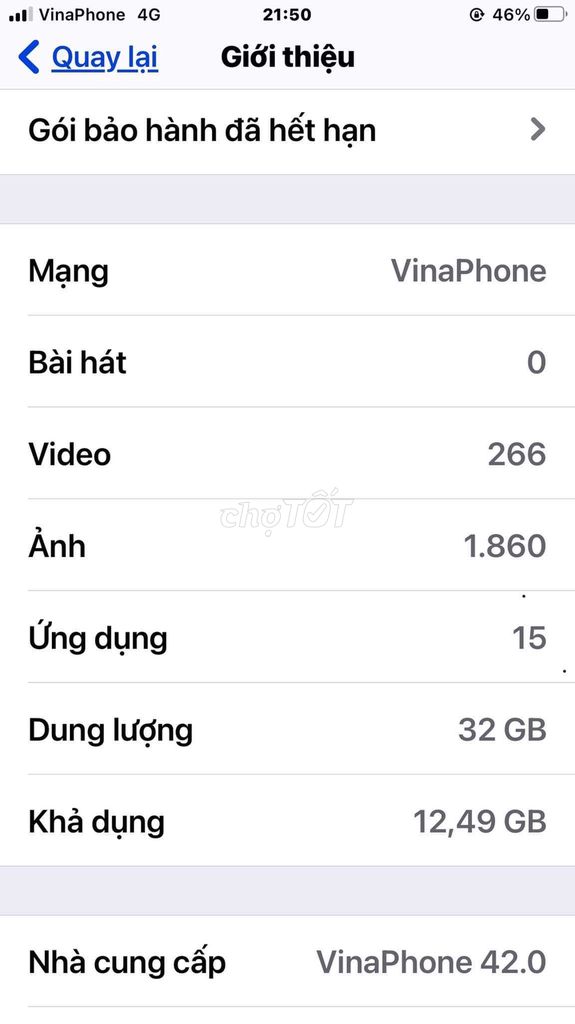 VinaPhone 4G 21:50 46%
Quay lại Giới thiệu
Gói bảo hành đã hết hạn
Mạng VinaPhone
Bài hát 0
Video 266
chợTỐT
Ảnh 1.860
Ứng dụng 15
Dung lượng 32 GB
Khả dụng 12,49 GB
Nhà cung cấp VinaPhone 42.0